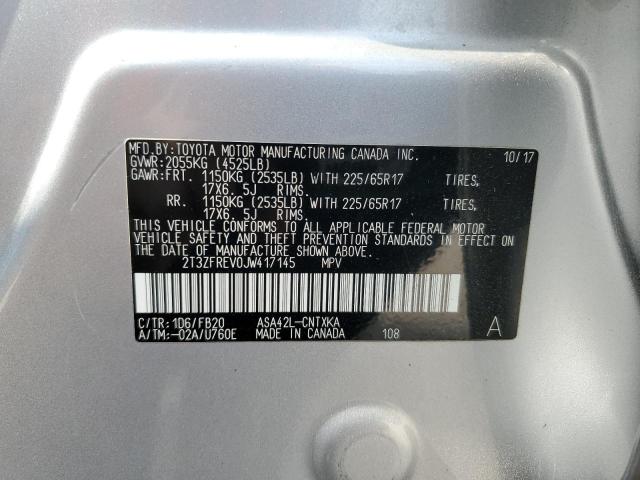 MFD.BY:TOYOTA MOTOR MANUFACTURING CANADA INC. 10/17
GVWR:2055KG (4525LB)
GAWR:FRT. 1150KG (2535LB) WITH 225/65R17 TIRES,
17X6. 5J RIMS.
RR. 1150KG (2535LB) WITH 225/65R17 TIRES,
17X6. 5J RIMS.
THIS VEHICLE CONFORMS TO ALL APPLICABLE FEDERAL MOTOR
VEHICLE SAFETY AND THEFT PREVENTION STANDARDS IN EFFECT ON
THE DATE OF MANUFACTURE SHOWN ABOVE.
2T3ZFREV0JW417145 MPV
C/TR:1D6/FB20 ASA42L-CNTXKA
A/TM:-02A/U760E MADE IN CANADA 108 A